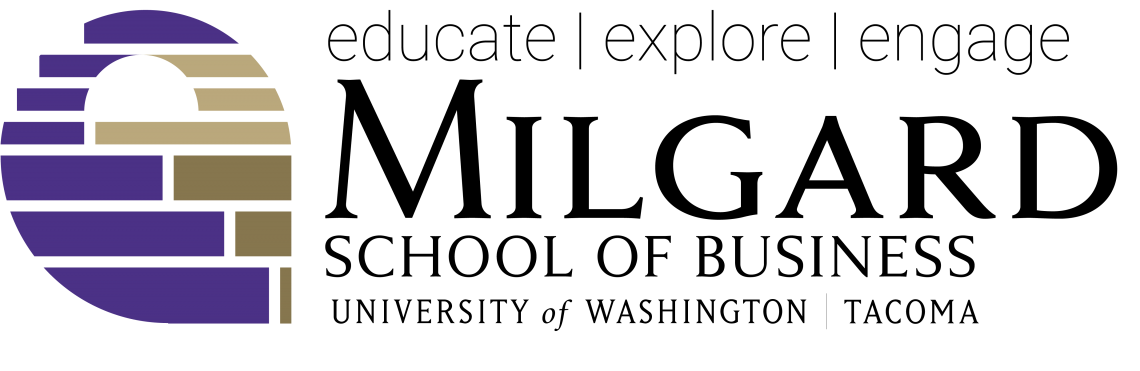 educate | explore | engage
MILGARD
SCHOOL OF BUSINESS
UNIVERSITY of WASHINGTON | TACOMA